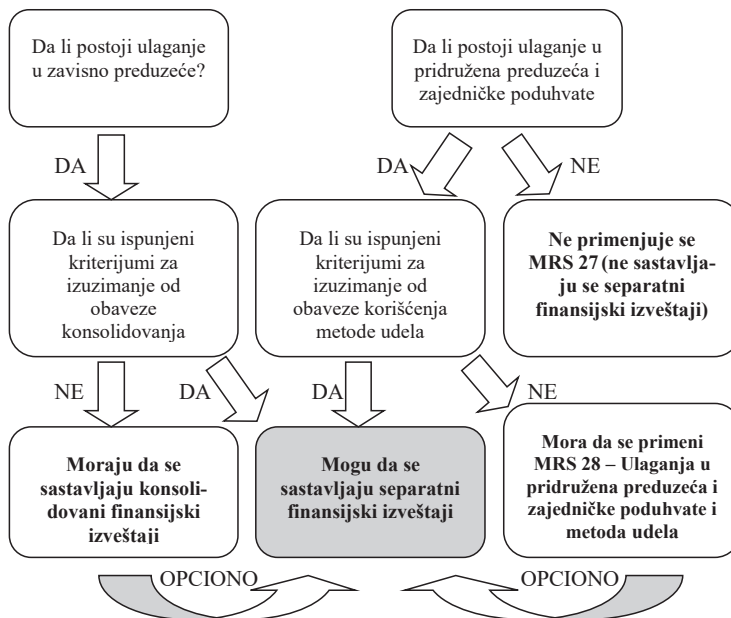 Da li postoji ulaganje
u zavisno preduzeće?
Da li postoji ulaganje u
pridružena preduzeća i
zajedničke poduhvate
DA
DA
NE
Da li su ispunjeni
kriterijumi za
izuzimanje od
obaveze
konsolidovanja
Da li su ispunjeni
kriterijumi za
izuzimanje od
obaveze korišćenja
metode udela
Ne primenjuje se
MRS 27 (ne sastavlja-
ju se separatni
finansijski izveštaji)
NE
DA
DA
NE
Moraju da se
sastavljaju konsoli-
dovani finansijski
izveštaji
Mogu da se
sastavljaju separatni
finansijski izveštaji
Mora da se primeni
MRS 28 – Ulaganja u
pridružena preduzeća i
zajedničke poduhvate i
metoda udela
OPCIONO
OPCIONO